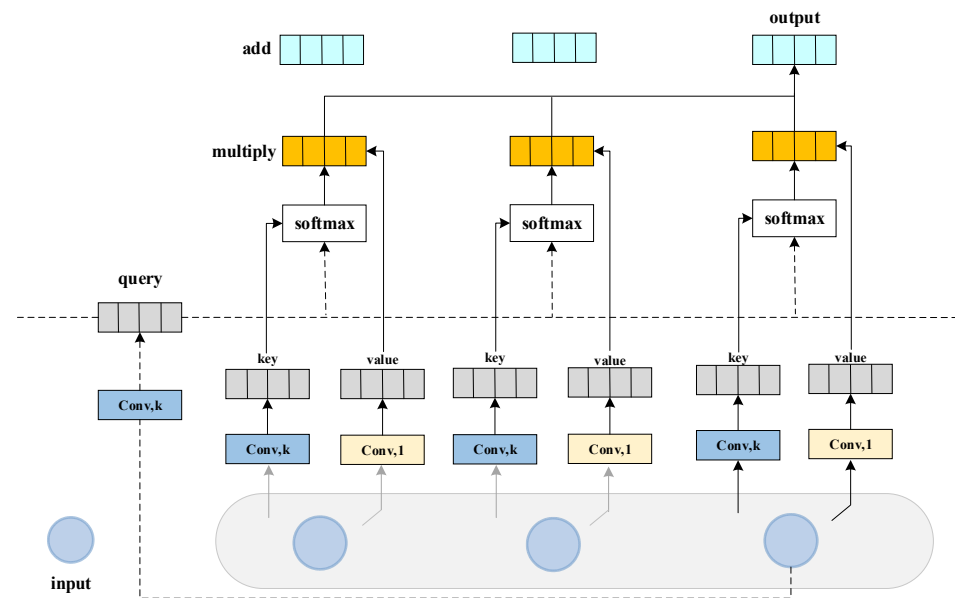 output
add
multiply
softmax
softmax
softmax
query
key
value
key
value
key
value
Conv,k
Conv,k
Conv,1
Conv,k
Conv,1
Conv,k
Conv,1
input